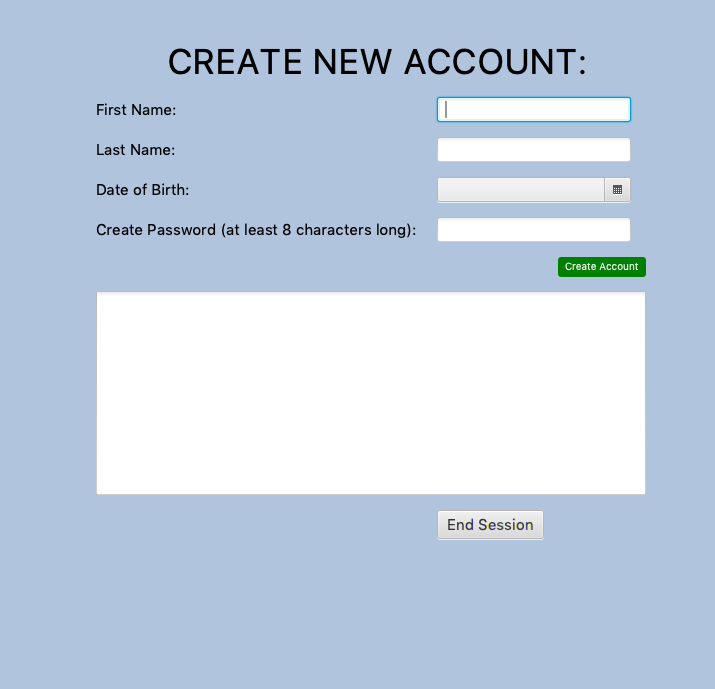 CREATE NEW ACCOUNT:
First Name:
Last Name:
Date of Birth:
Create Password (at least 8 characters long):
Create Account
End Session